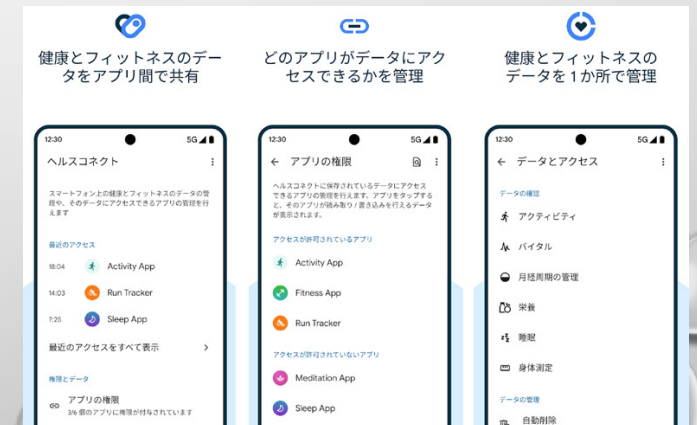 健康とフィットネスのデー
タをアプリ間で共有
12:30
5G
ヘルスコネクト
スマートフォン上の健康とフィットネスのデータの管
理や、そのデータにアクセスできるアプリの管理を行
えます
最近のアクセス
18:04 Activity App
14:03 Run Tracker
7:25 Sleep App
最近のアクセスをすべて表示
権限とデータ
アプリの権限
3/6 個のアプリに権限が付与されています
どのアプリがデータにアク
セスできるかを管理
12:30
5G
アプリの権限
ヘルスコネクトに保存されているデータにアクセス
できるアプリの管理を行えます。アプリをタップする
と、そのアプリが読み取り / 書き込みを行えるデータ
が表示されます。
アクセスが許可されているアプリ
Activity App
Fitness App
Run Tracker
アクセスが許可されていないアプリ
Meditation App
Sleep App
健康とフィットネスの
データを 1 か所で管理
12:30
5G
データとアクセス
データの確認
アクティビティ
バイタル
月経周期の管理
栄養
睡眠
身体測定
データの管理
自動削除